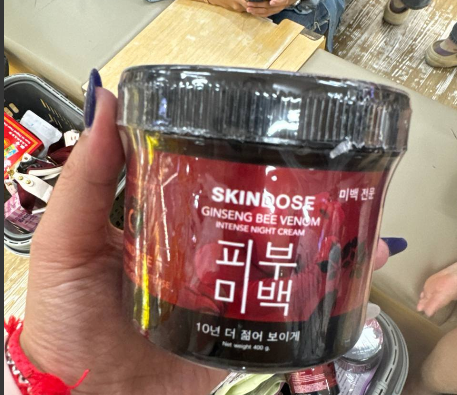 SKINDOSE
미백 전문
GINSENG BEE VENOM
INTENSE NIGHT CREAM
피부
미백
10년 더 젊어 보이게
Net weight 400 g.